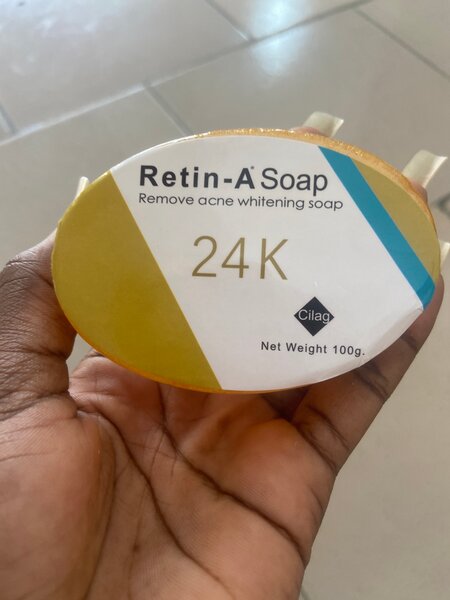 Retin-A® Soap
Remove acne whitening soap
24K
Cilag
Net Weight 100g.